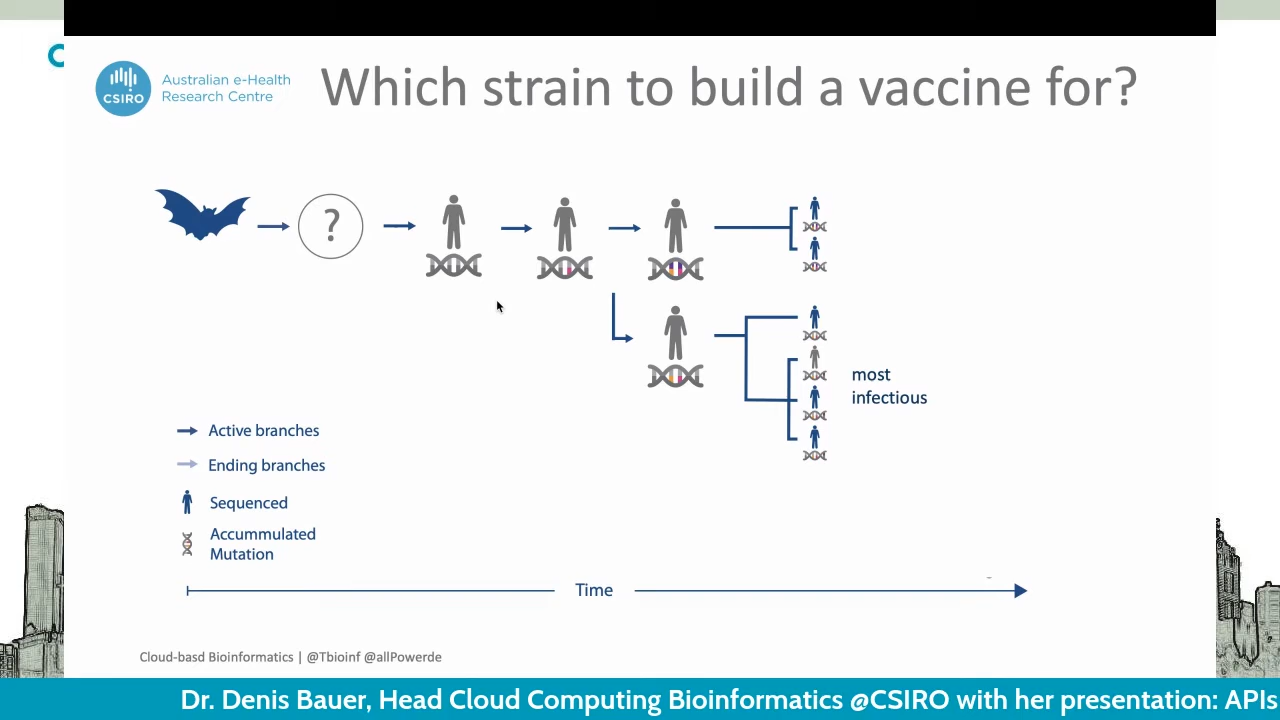 CSIRO
Australian e-Health
Research Centre
Which strain to build a vaccine for?
?
most
infectious
Active branches
Ending branches
Sequenced
Accummulated
Mutation
Time
Cloud-basd Bioinformatics | @Tbioinf @allPowerde
Dr. Denis Bauer, Head Cloud Computing Bioinformatics @CSIRO with her presentation: APIs